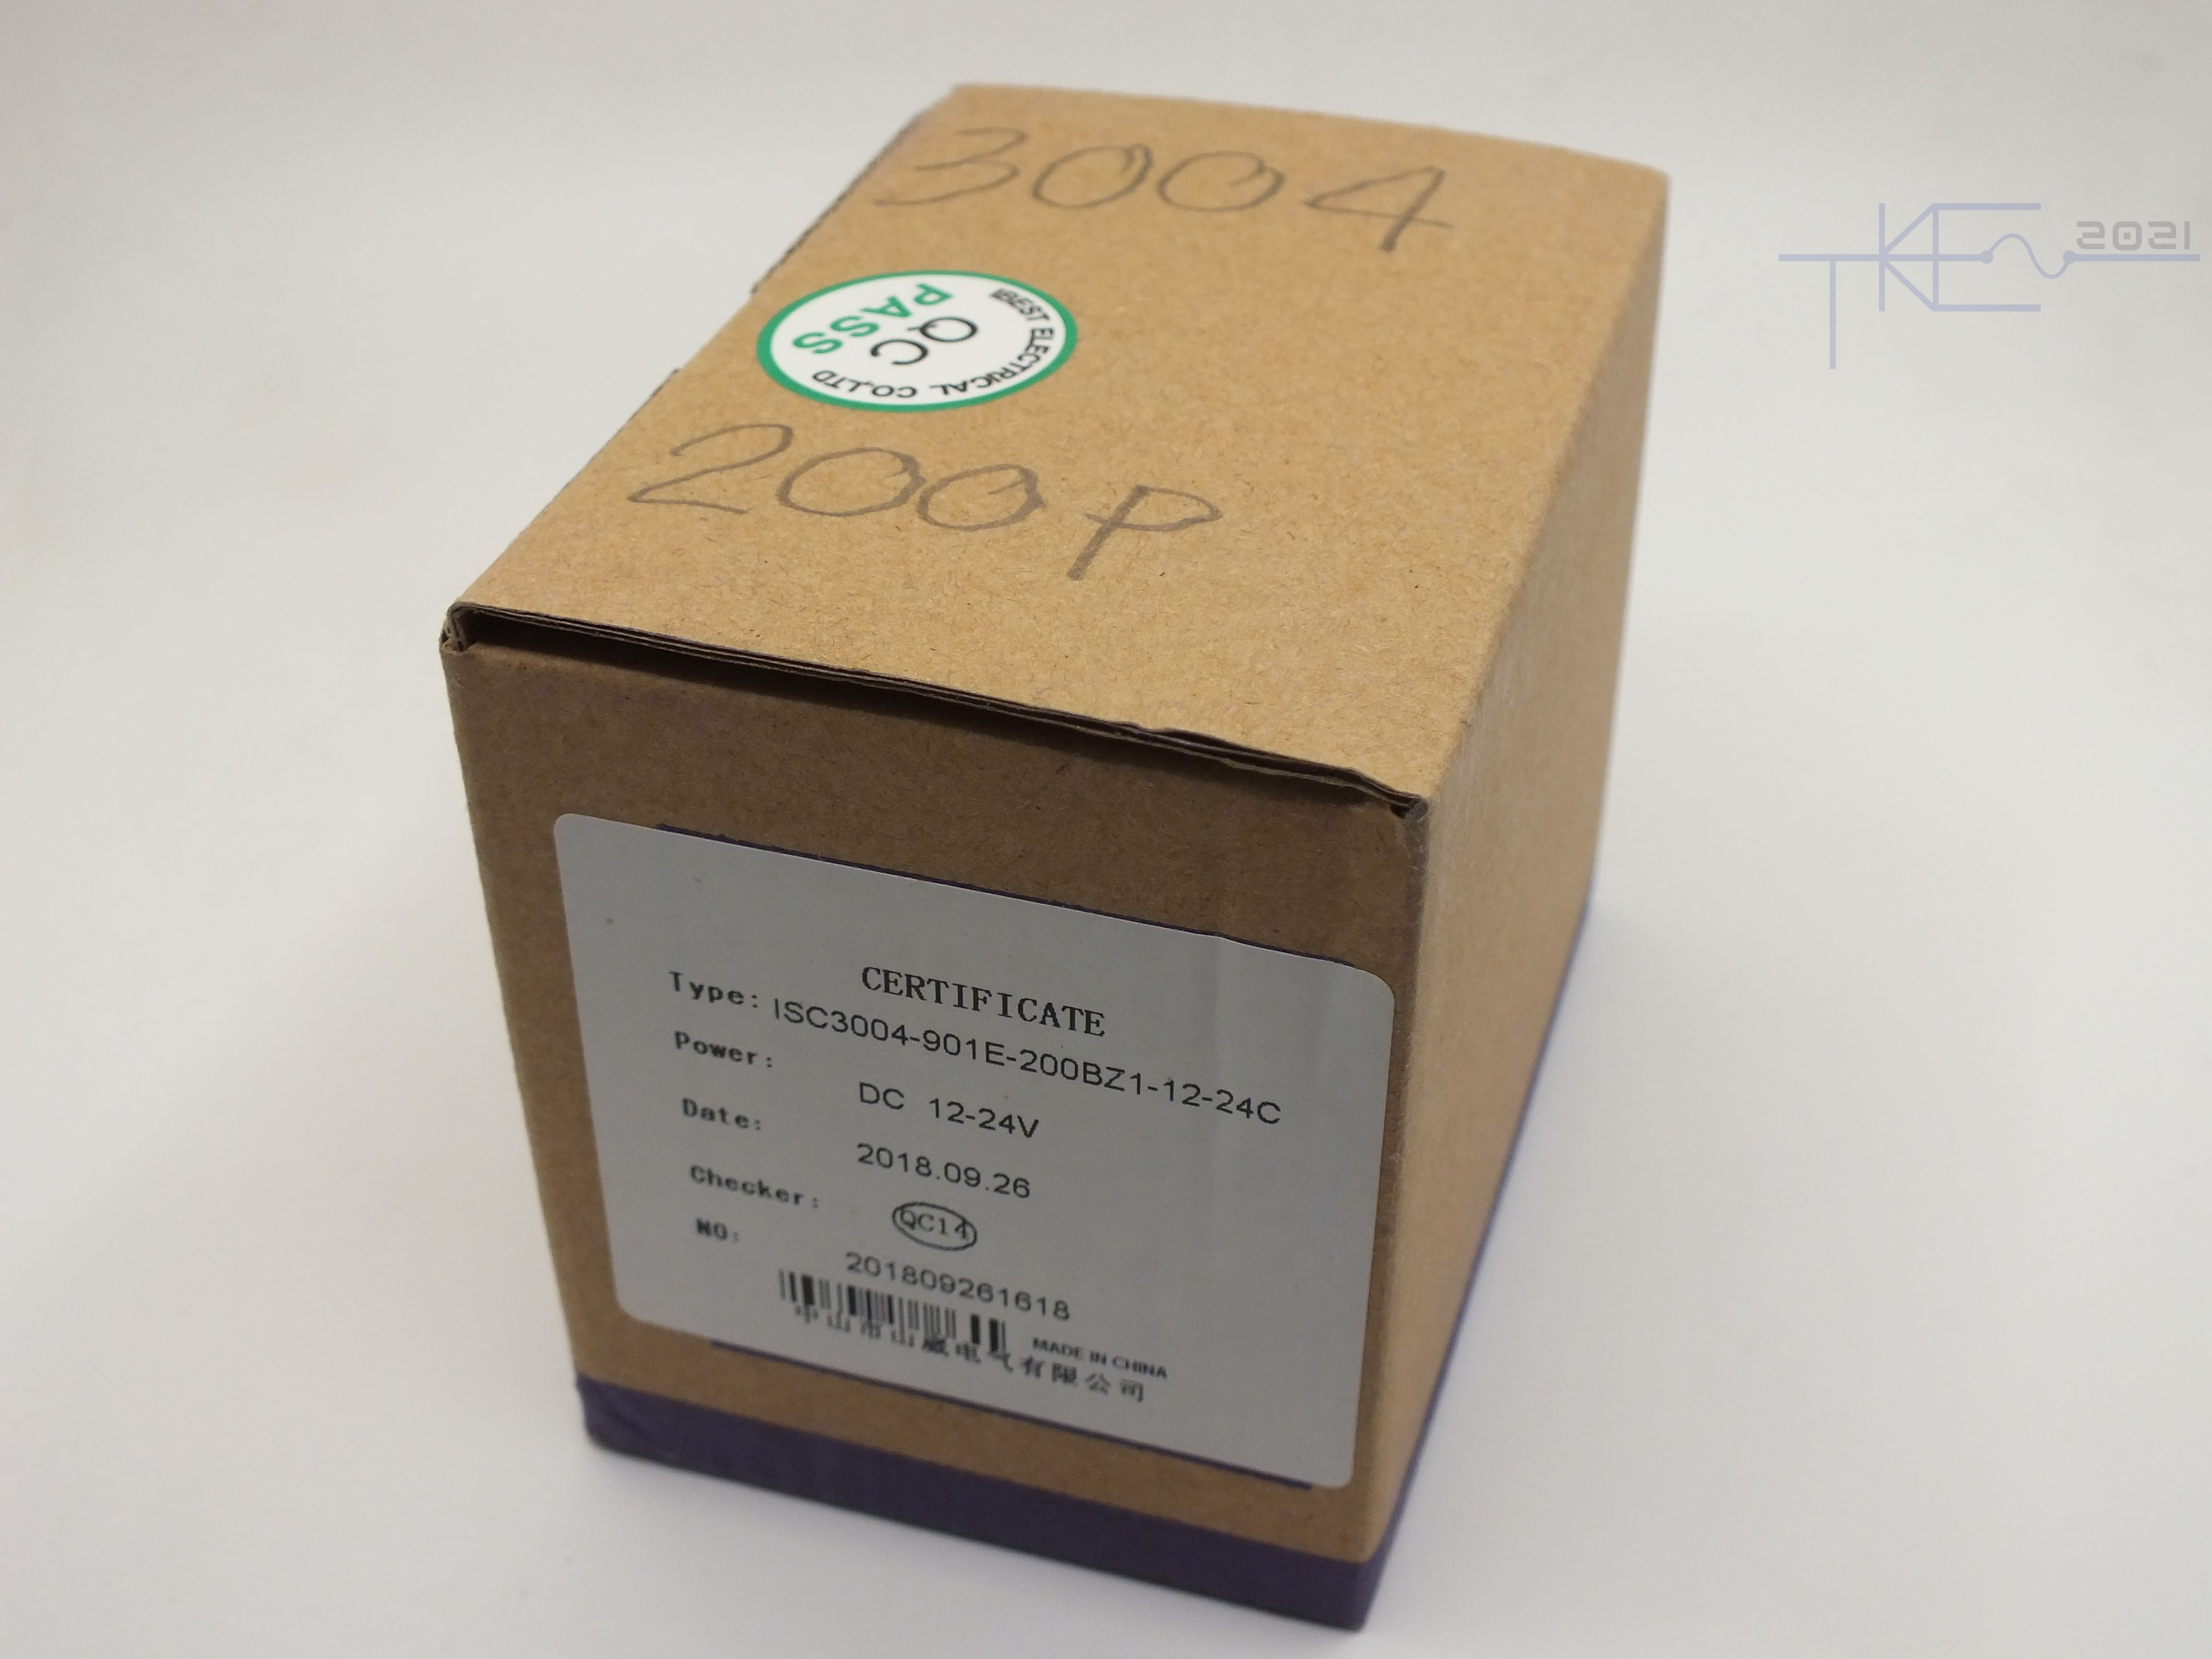 3004
IBEST ELECTRICAL CO.,LTD
QC
PASS
200P
CERTIFICATE
Type: ISC3004-901E-200BZ1-12-24C
Power: DC 12-24V
Date: 2018.09.26
Checker: QC14
NO: 201809261618
MADE IN CHINA
中山市山威电气有限公司
TKE 2021